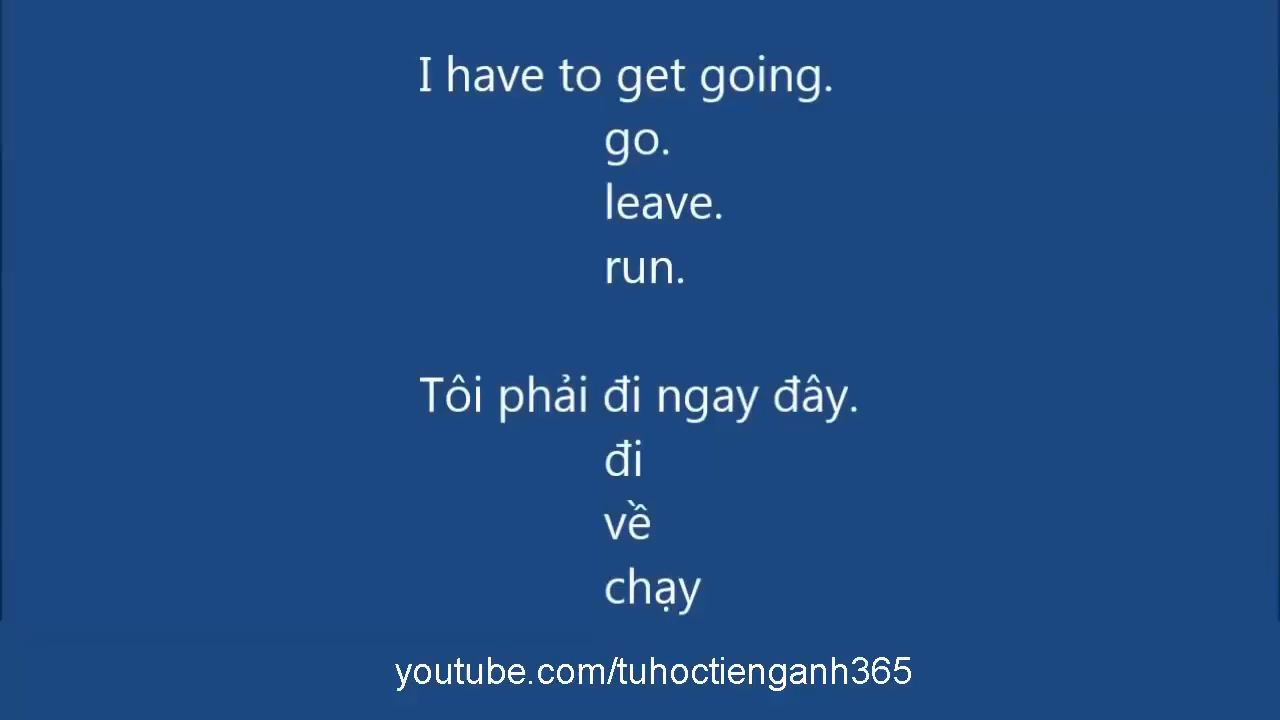 I have to get going.
go.
leave.
run.
Tôi phải đi ngay đây.
đi
về
chạy
youtube.com/tuhoctienganh365